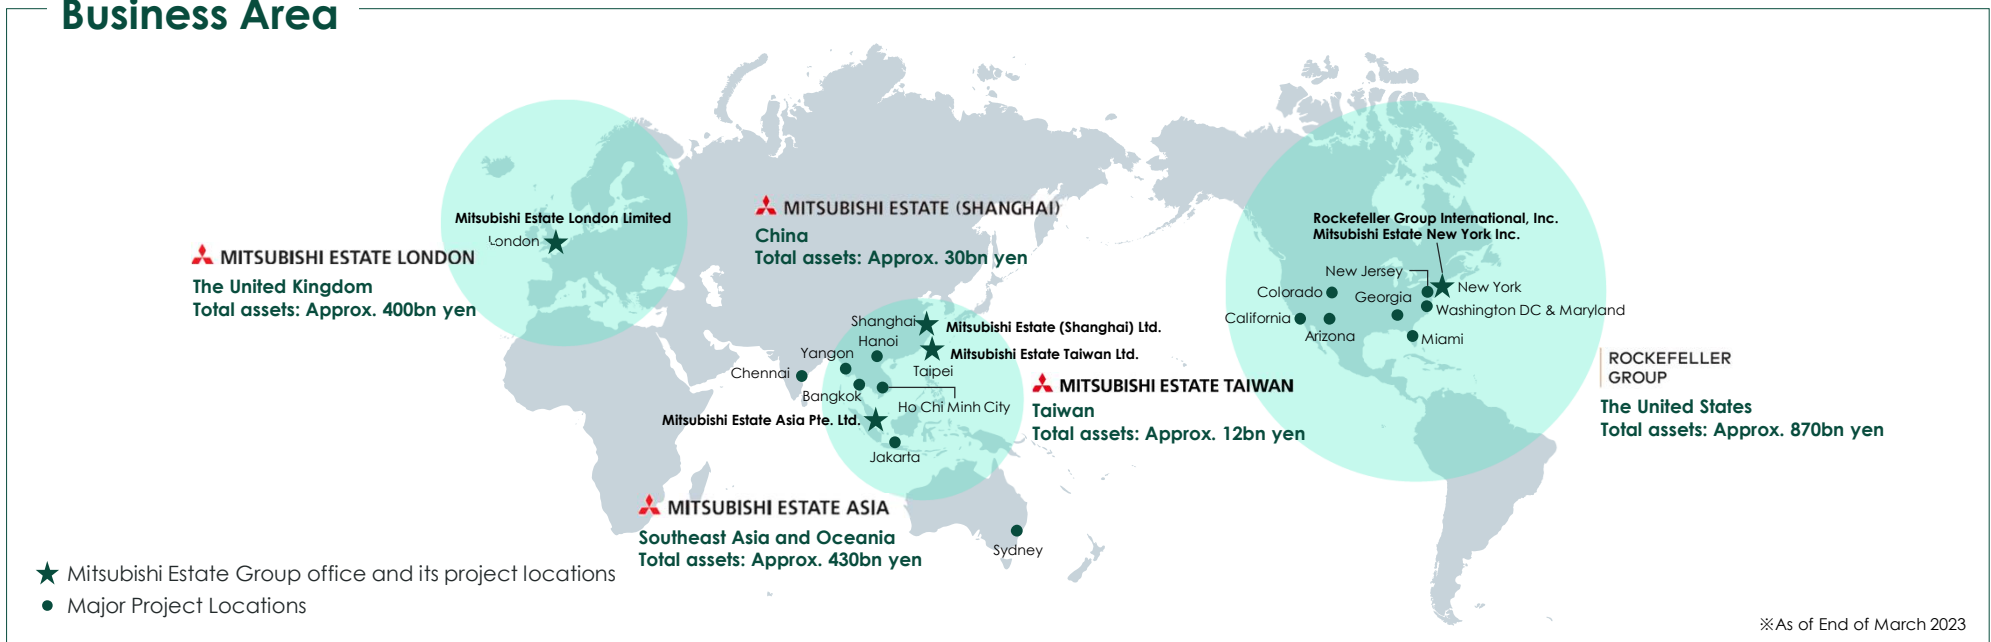 Business Area
Mitsubishi Estate London Limited
London
MITSUBISHI ESTATE LONDON
The United Kingdom
Total assets: Approx. 400bn yen
MITSUBISHI ESTATE (SHANGHAI)
China
Total assets: Approx. 30bn yen
Shanghai
Mitsubishi Estate (Shanghai) Ltd.
Hanoi
Yangon
Mitsubishi Estate Taiwan Ltd.
Taipei
Chennai
Bangkok
Ho Chi Minh City
Mitsubishi Estate Asia Pte. Ltd.
Jakarta
MITSUBISHI ESTATE TAIWAN
Taiwan
Total assets: Approx. 12bn yen
MITSUBISHI ESTATE ASIA
Southeast Asia and Oceania
Total assets: Approx. 430bn yen
Sydney
Rockefeller Group International, Inc.
Mitsubishi Estate New York Inc.
New Jersey
New York
Colorado
Georgia
Washington DC & Maryland
California
Arizona
Miami
ROCKEFELLER
GROUP
The United States
Total assets: Approx. 870bn yen
★ Mitsubishi Estate Group office and its project locations
● Major Project Locations
※As of End of March 2023